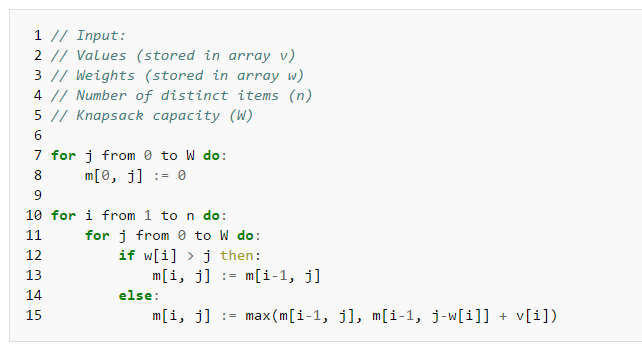 1 // Input:
2 // Values (stored in array v)
3 // Weights (stored in array w)
4 // Number of distinct items (n)
5 // Knapsack capacity (W)
6
7 for j from 0 to W do:
8     m[0, j] := 0
9
10 for i from 1 to n do:
11     for j from 0 to W do:
12         if w[i] > j then:
13             m[i, j] := m[i-1, j]
14         else:
15             m[i, j] := max(m[i-1, j], m[i-1, j-w[i]] + v[i])